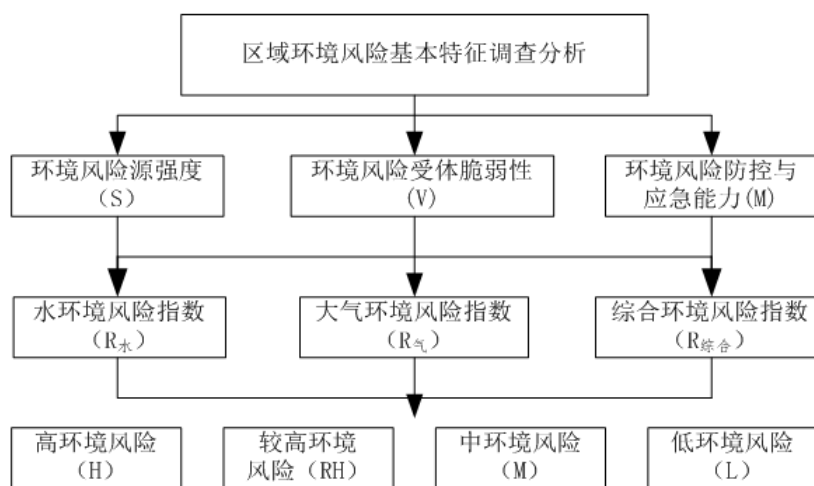 区域环境风险基本特征调查分析
环境风险源强度
（S）
环境风险受体脆弱性
(V)
环境风险防控与
应急能力(M)
水环境风险指数
（R水）
大气环境风险指数
（R气）
综合环境风险指数
（R综合）
高环境风险
（H）
较高环境
风险（RH）
中环境风险
（M）
低环境风险
（L）